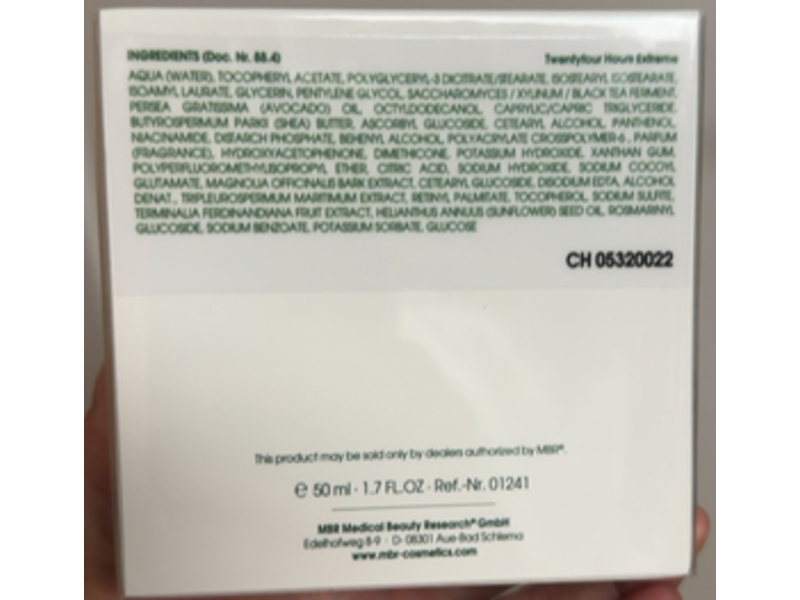 INGREDIENTS (Doc. Nr. 88.4) Twentyfour Hours Extreme
AQUA (WATER), TOCOPHERYL ACETATE, POLYGLYCERYL-3 DICITRATE/STEARATE, ISOSTEARYL ISOSTEARATE,
ISOAMYL LAURATE, GLYCERIN, PENTYLENE GLYCOL, SACCHAROMYCES / XYLINUM / BLACK TEA FERMENT,
PERSEA GRATISSIMA (AVOCADO) OIL, OCTYLDODECANOL, CAPRYLIC/CAPRIC TRIGLYCERIDE,
BUTYROSPERMUM PARKII (SHEA) BUTTER, ASCORBYL GLUCOSIDE, CETEARYL ALCOHOL, PANTHENOL,
NIACINAMIDE, DISTARCH PHOSPHATE, BEHENYL ALCOHOL, POLYACRYLATE CROSSPOLYMER-6, PARFUM
(FRAGRANCE), HYDROXYACETOPHENONE, DIMETHICONE, POTASSIUM HYDROXIDE, XANTHAN GUM,
POLYPERFLUOROMETHYLISOPROPYL ETHER, CITRIC ACID, SODIUM HYDROXIDE, SODIUM COCOYL
GLUTAMATE, MAGNOLIA OFFICINALIS BARK EXTRACT, CETEARYL GLUCOSIDE, DISODIUM EDTA, ALCOHOL
DENAT., TRIPLEUROSPERMUM MARITIMUM EXTRACT, RETINYL PALMITATE, TOCOPHEROL, SODIUM SULFITE,
TERMINALIA FERDINANDIANA FRUIT EXTRACT, HELIANTHUS ANNUUS (SUNFLOWER) SEED OIL, ROSMARINYL
GLUCOSIDE, SODIUM BENZOATE, POTASSIUM SORBATE, GLUCOSE
CH 05320022
This product may be sold only by dealers authorized by MBR®.
℮ 50 ml · 1.7 FL.OZ · Ref.-Nr. 01241
MBR Medical Beauty Research® GmbH
Edelhofweg 8-9 · D- 08301 Aue-Bad Schlema
www.mbr-cosmetics.com